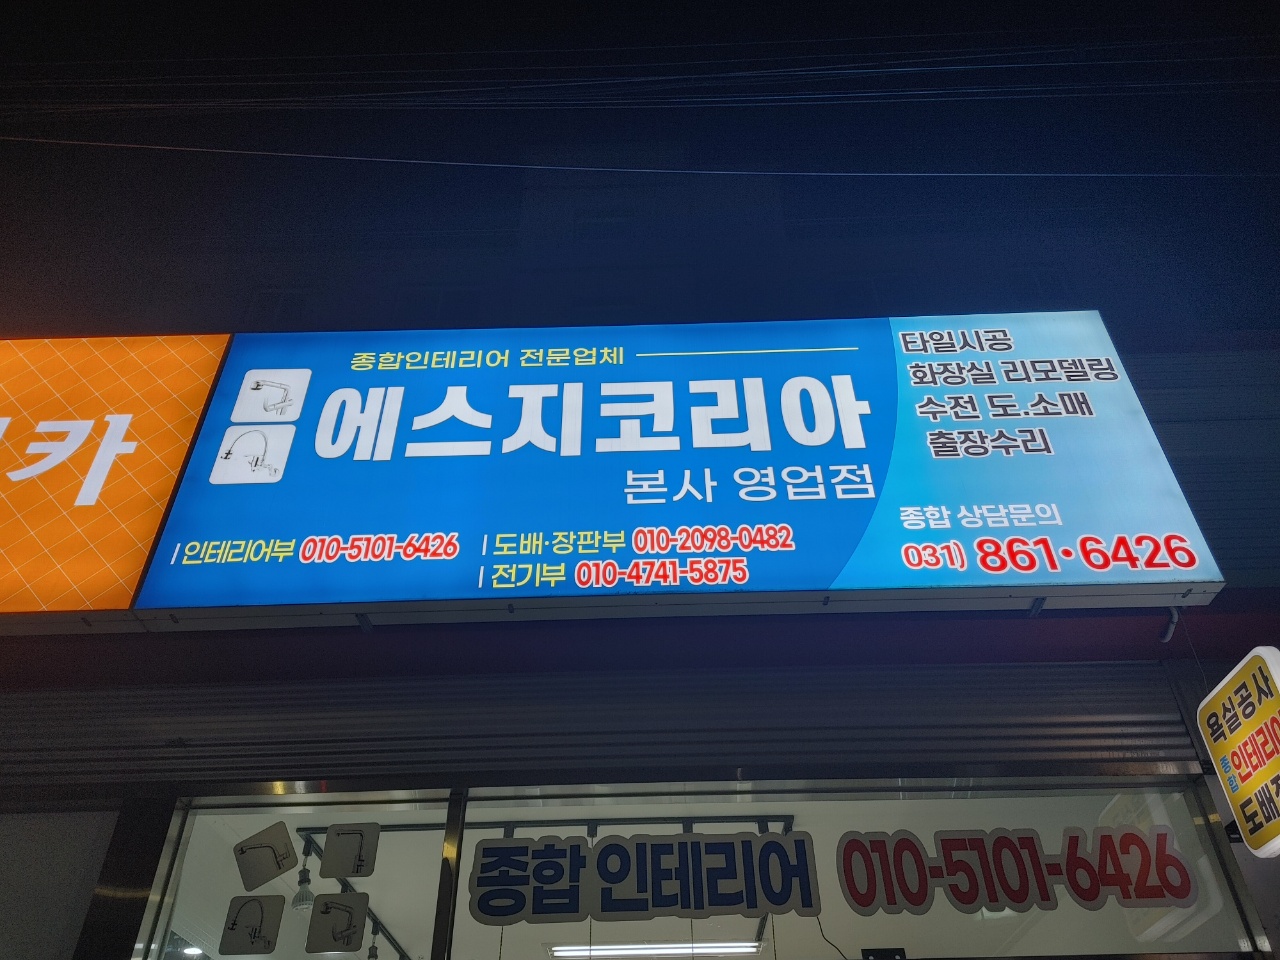 카
종합인테리어 전문업체
에스지코리아
본사 영업점
인테리어부 010-5101-6426
도배·장판부 010-2098-0482
전기부 010-4741-5875
타일시공
화장실 리모델링
수전 도.소매
출장수리
종합 상담문의
031) 861·6426
욕실공사
종합 인테리어
도배
종합 인테리어 010-5101-6426